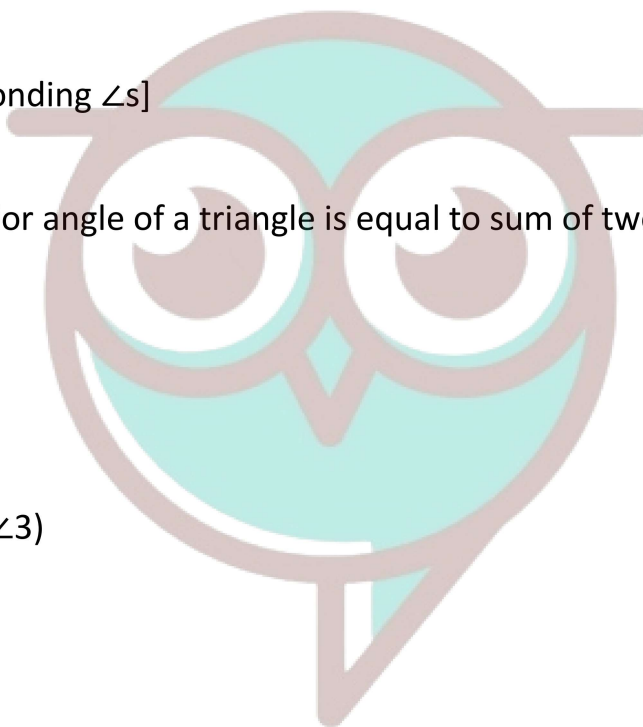 onding ∠s]
or angle of a triangle is equal to sum of tw
∠3)